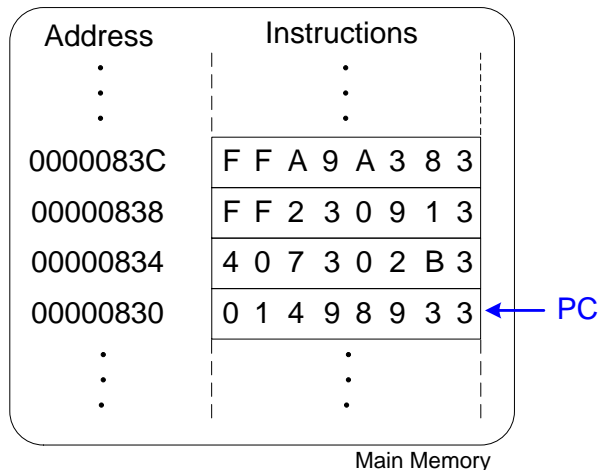 Address Instructions
0000083C F F A 9 A 3 8 3
00000838 F F 2 3 0 9 1 3
00000834 4 0 7 3 0 2 B 3
00000830 0 1 4 9 8 9 3 3 PC
Main Memory